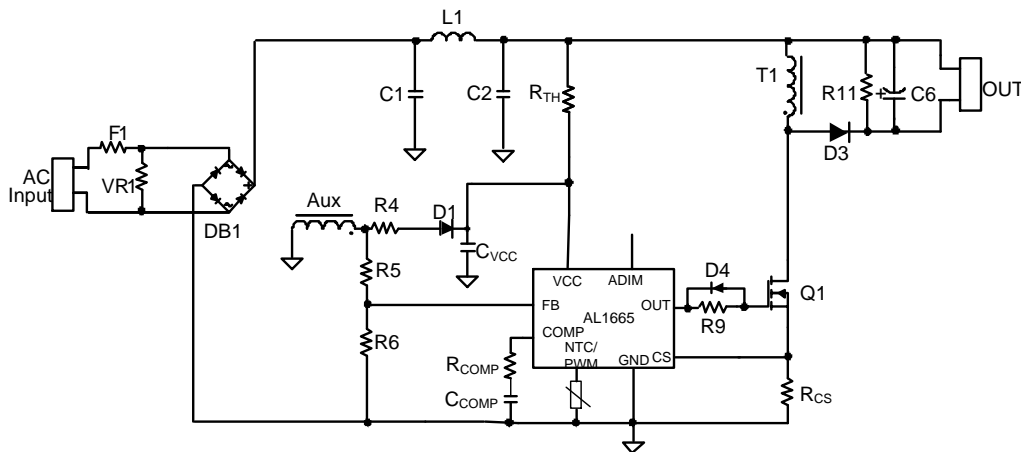 L1
T1
C1
C2
RTH
R11
+
C6
OUT
F1
D3
AC
Input
VR1
+
DB1
Aux
R4
D1
CVCC
R5
VCC
ADIM
D4
Q1
FB
OUT
AL1665
R9
R6
COMP
NTC/
PWM
GND
CS
RCOMP
CCOMP
RCS